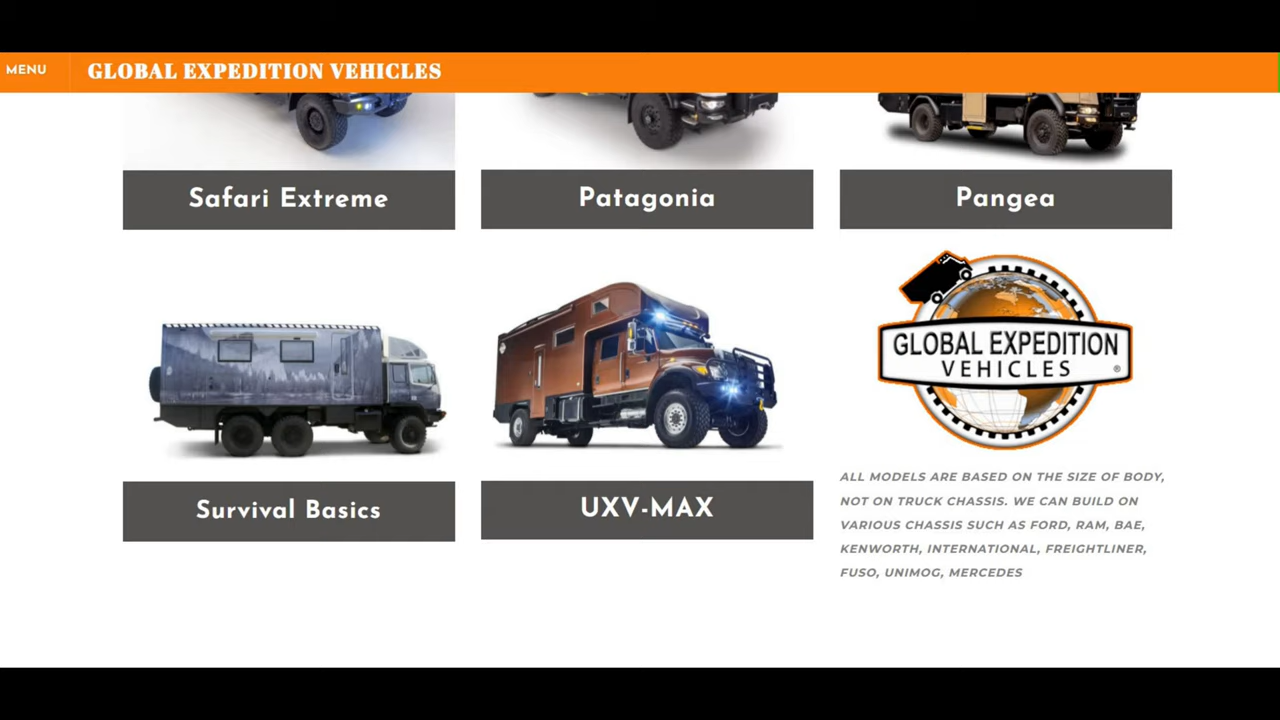 MENU
GLOBAL EXPEDITION VEHICLES
Safari Extreme
Patagonia
Pangea
Survival Basics
UXV-MAX
GLOBAL EXPEDITION
VEHICLES
®
ALL MODELS ARE BASED ON THE SIZE OF BODY,
NOT ON TRUCK CHASSIS. WE CAN BUILD ON
VARIOUS CHASSIS SUCH AS FORD, RAM, BAE,
KENWORTH, INTERNATIONAL, FREIGHTLINER,
FUSO, UNIMOG, MERCEDES